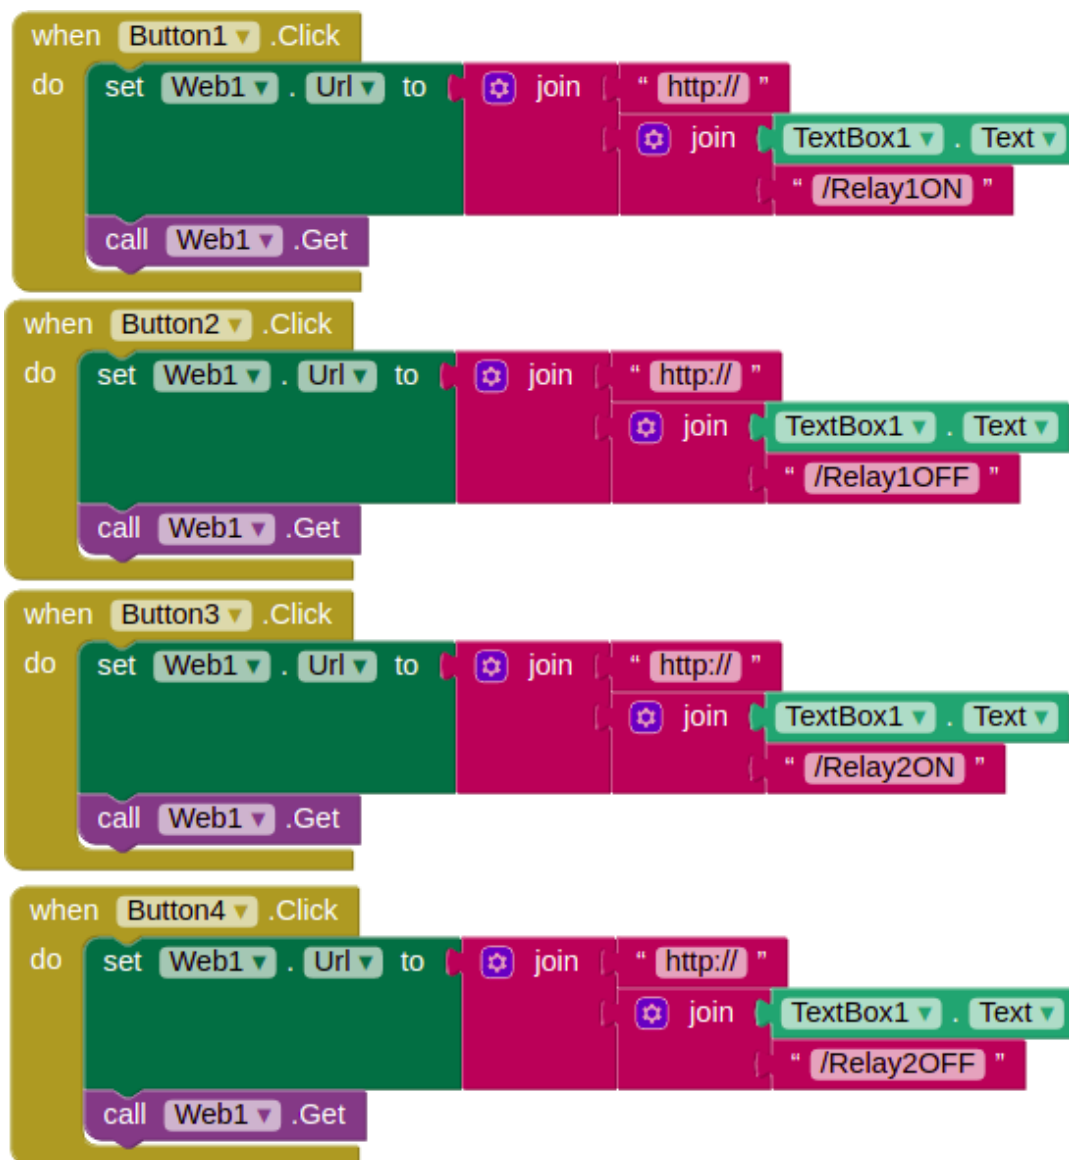 when Button1 .Click
do set Web1 . Url to join “ http:// ”
join TextBox1 . Text
“ /Relay1ON ”
call Web1 .Get
when Button2 .Click
do set Web1 . Url to join “ http:// ”
join TextBox1 . Text
“ /Relay1OFF ”
call Web1 .Get
when Button3 .Click
do set Web1 . Url to join “ http:// ”
join TextBox1 . Text
“ /Relay2ON ”
call Web1 .Get
when Button4 .Click
do set Web1 . Url to join “ http:// ”
join TextBox1 . Text
“ /Relay2OFF ”
call Web1 .Get